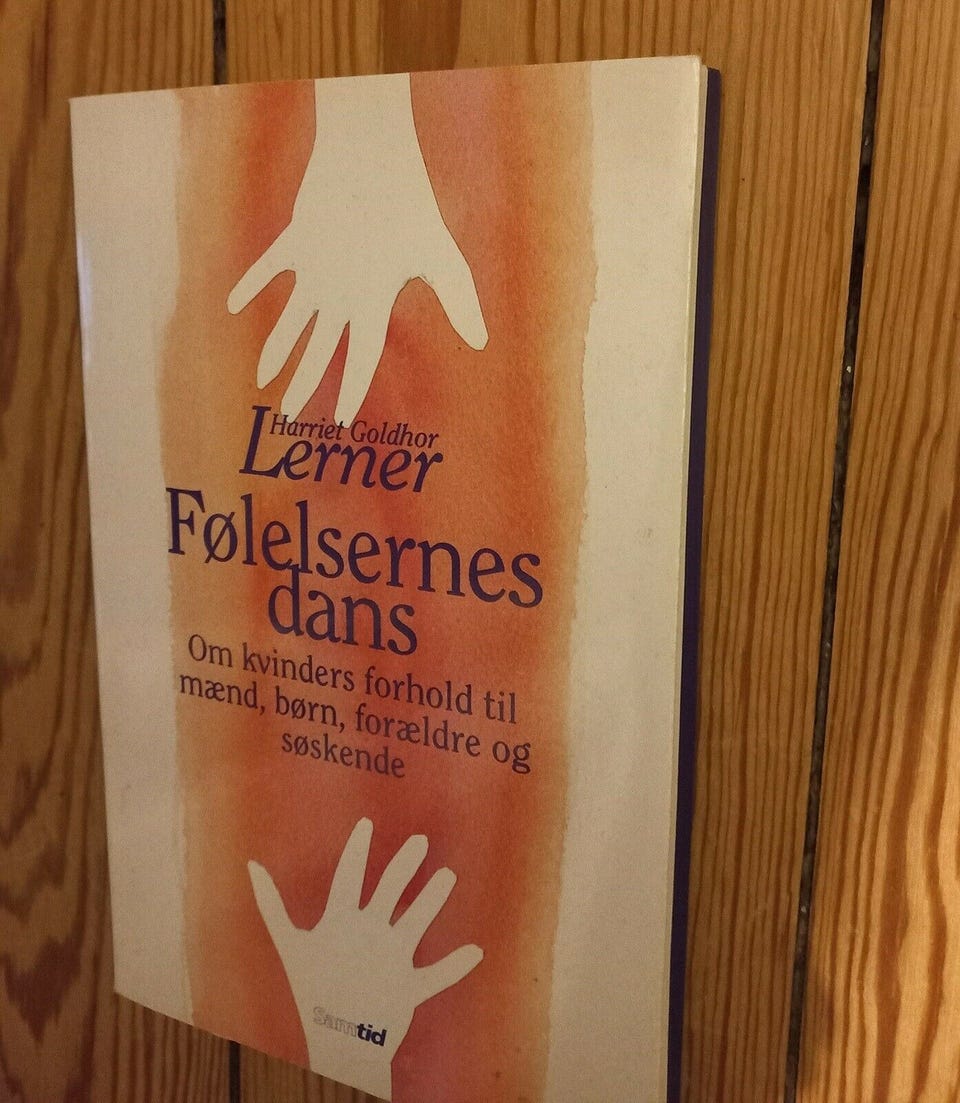 Harriet Goldhor
Lerner
Følelsernes
dans
Om kvinders forhold til
mænd, børn, forældre og
søskende
Samtid